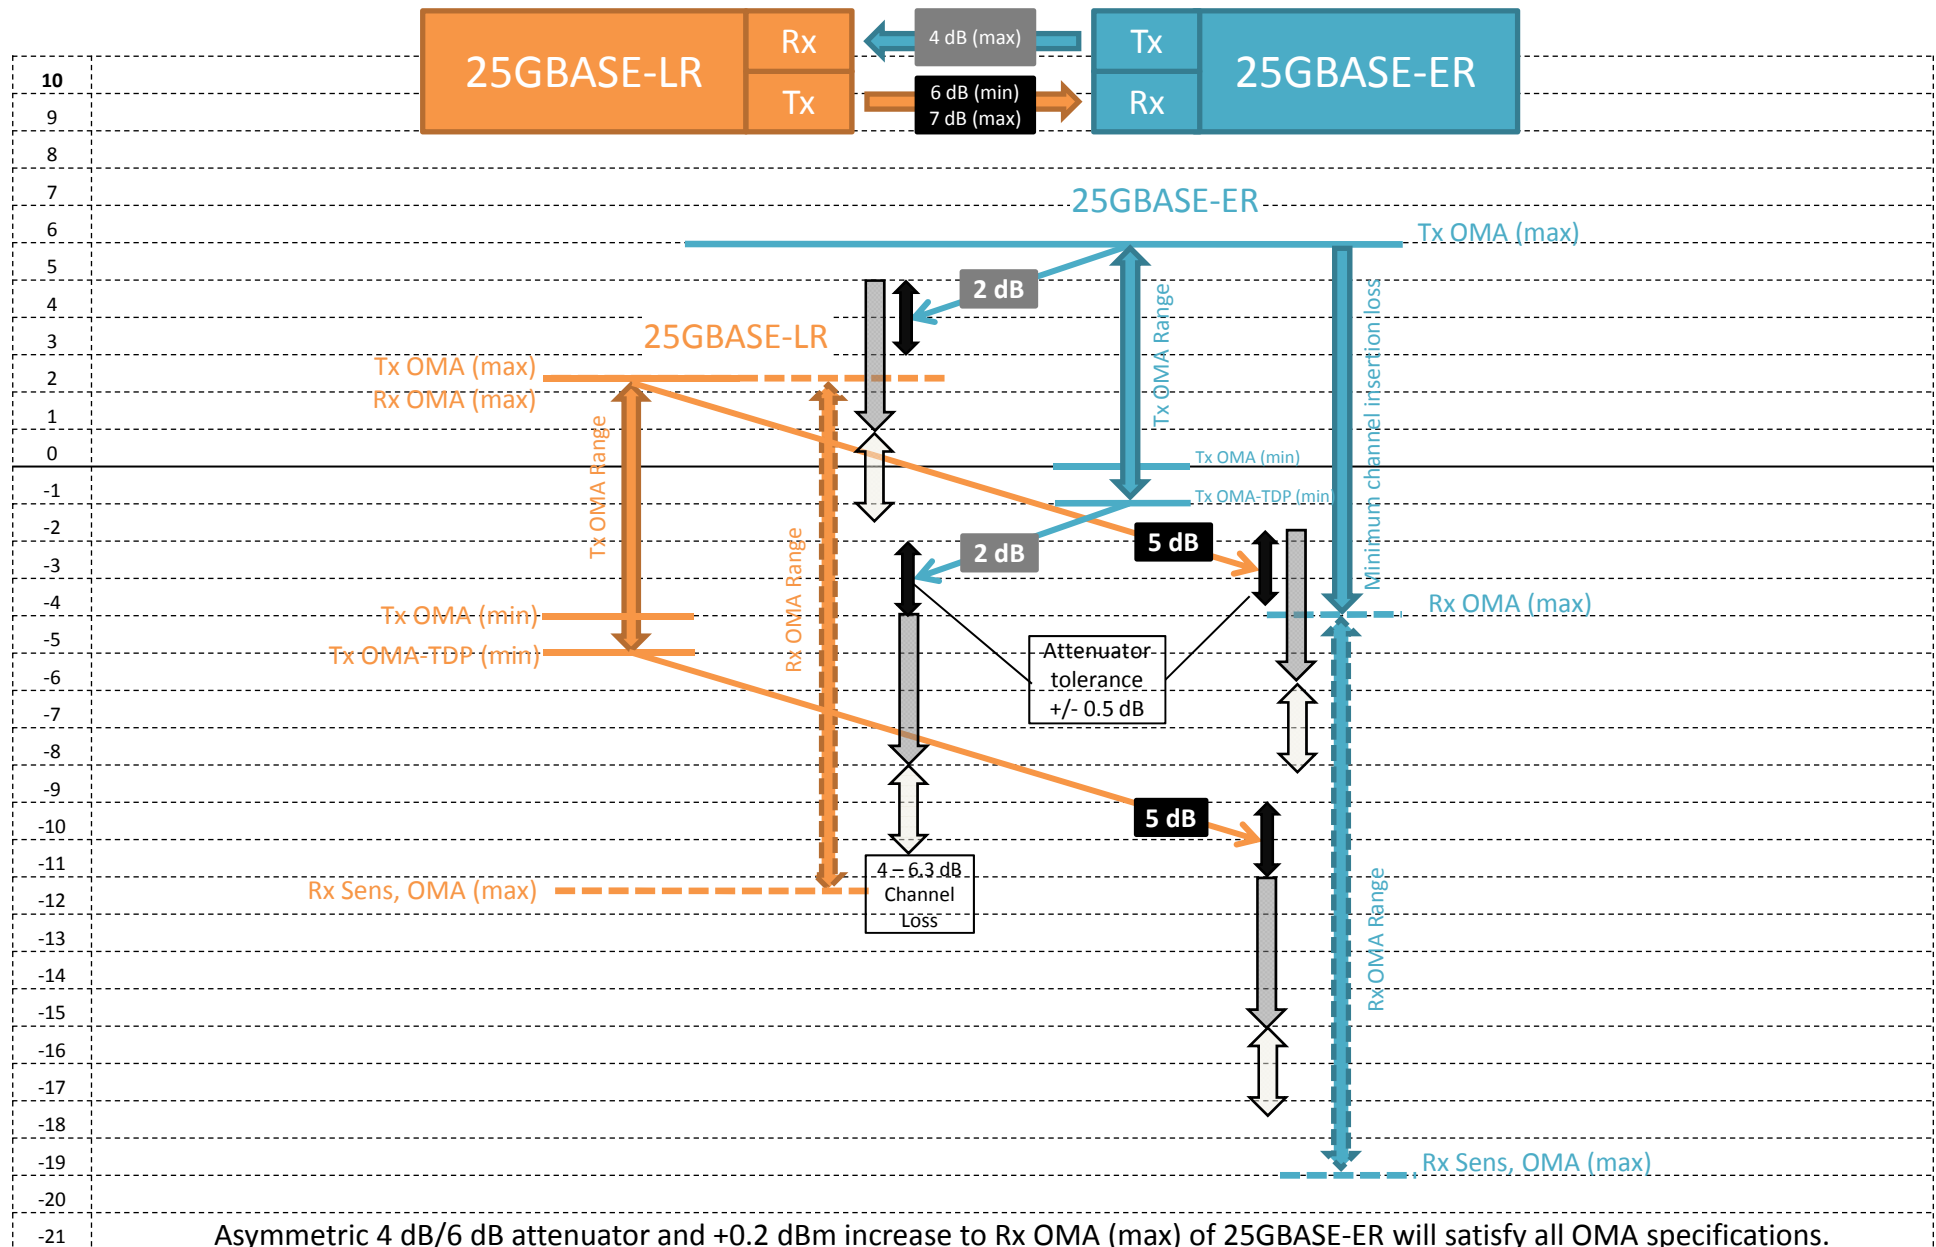 25GBASE-LR
Rx
Tx
4 dB (max)
6 dB (min)
7 dB (max)
Tx
Rx
25GBASE-ER
10
9
8
7
6
5
4
3
2
1
0
-1
-2
-3
-4
-5
-6
-7
-8
-9
-10
-11
-12
-13
-14
-15
-16
-17
-18
-19
-20
-21
25GBASE-ER
Tx OMA (max)
2 dB
25GBASE-LR
Tx OMA (max)
Rx OMA (max)
Tx OMA Range
Rx OMA Range
Tx OMA Range
Minimum channel insertion loss
Tx OMA (min)
Tx OMA-TDP (min)
2 dB
5 dB
Rx OMA (max)
Tx OMA (min)
Tx OMA-TDP (min)
Attenuator
tolerance
+/- 0.5 dB
5 dB
4 – 6.3 dB
Channel
Loss
Rx Sens, OMA (max)
Rx OMA Range
Rx Sens, OMA (max)
Asymmetric 4 dB/6 dB attenuator and +0.2 dBm increase to Rx OMA (max) of 25GBASE-ER will satisfy all OMA specifications.